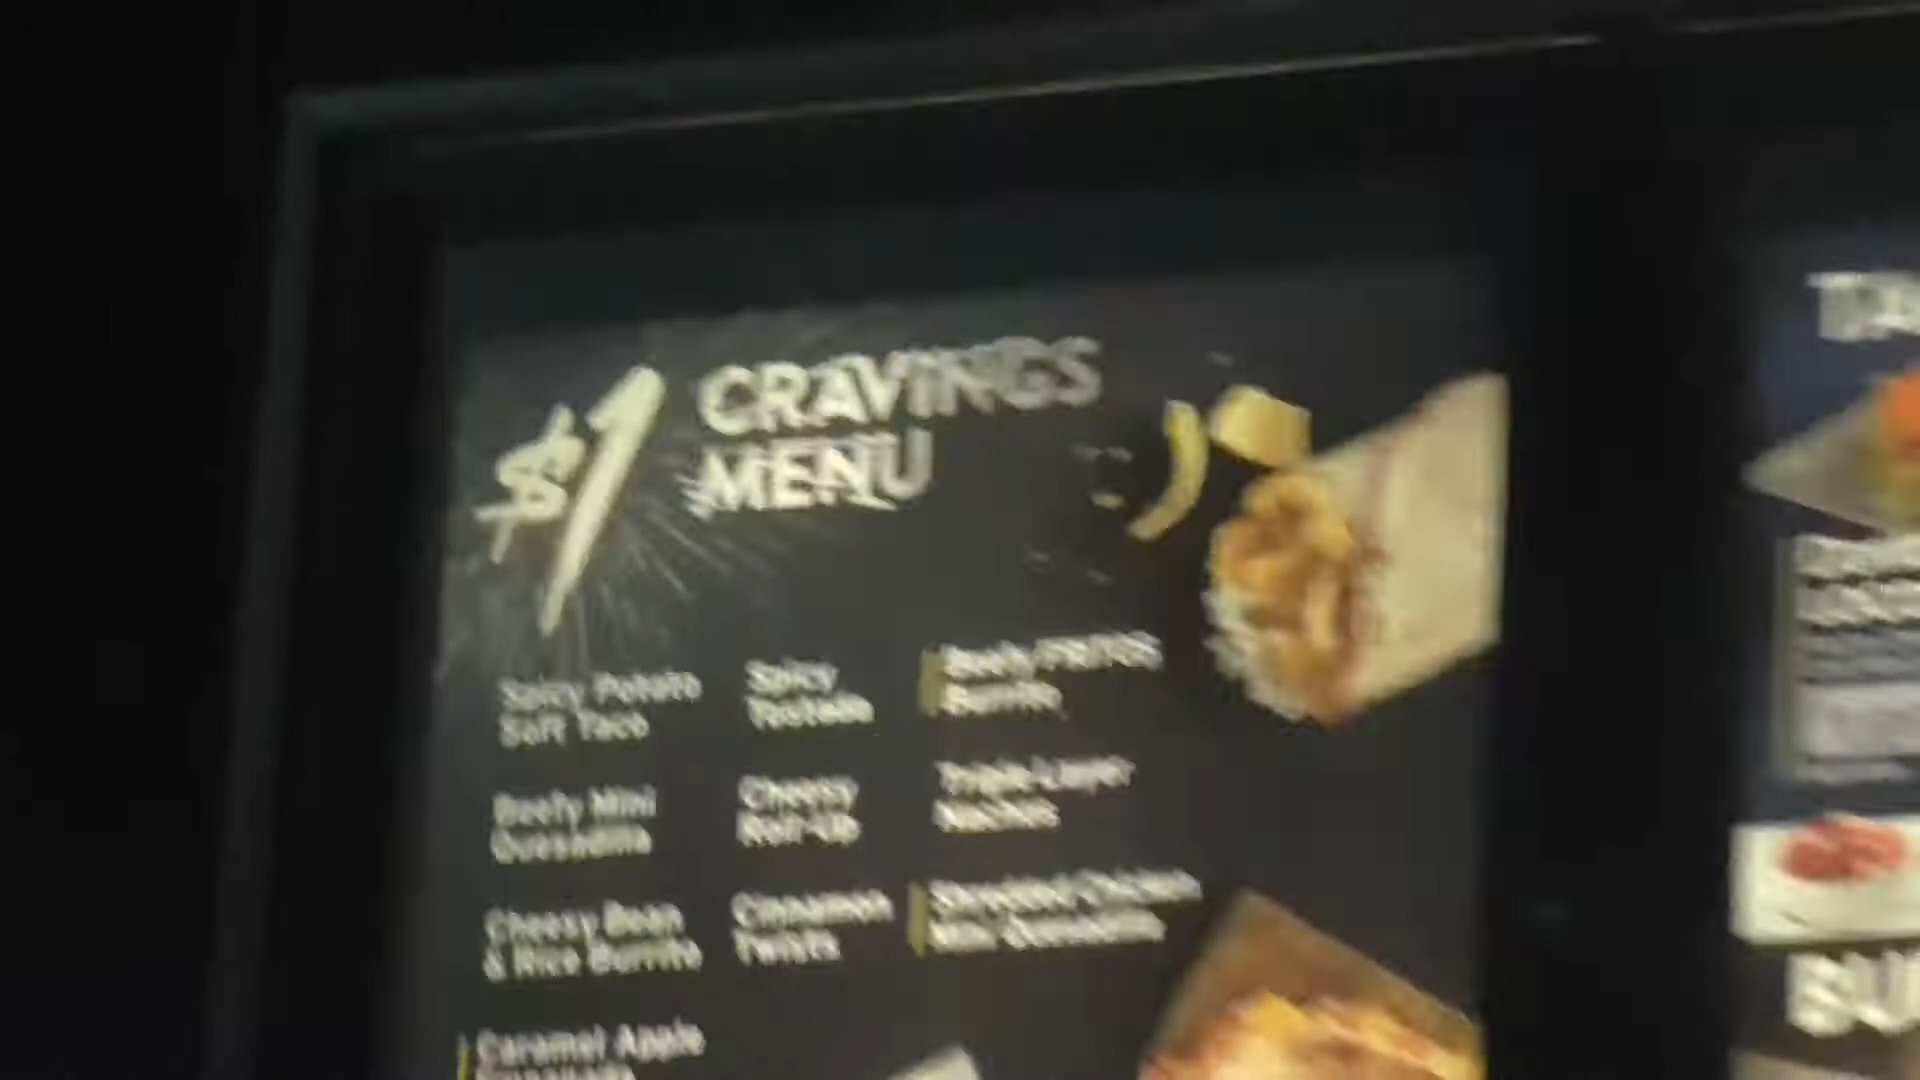 $1 CRAVINGS
MENU
Spicy Potato
Soft Taco
Spicy
Tostada
Beefy FRITOS
Burrito
Beefy Mini
Quesadilla
Cheesy
Roll-Up
Triple Layer
Nachos
Cheesy Bean
& Rice Burrito
Cinnamon
Twists
Shredded Chicken
Mini Quesadilla
Caramel Apple